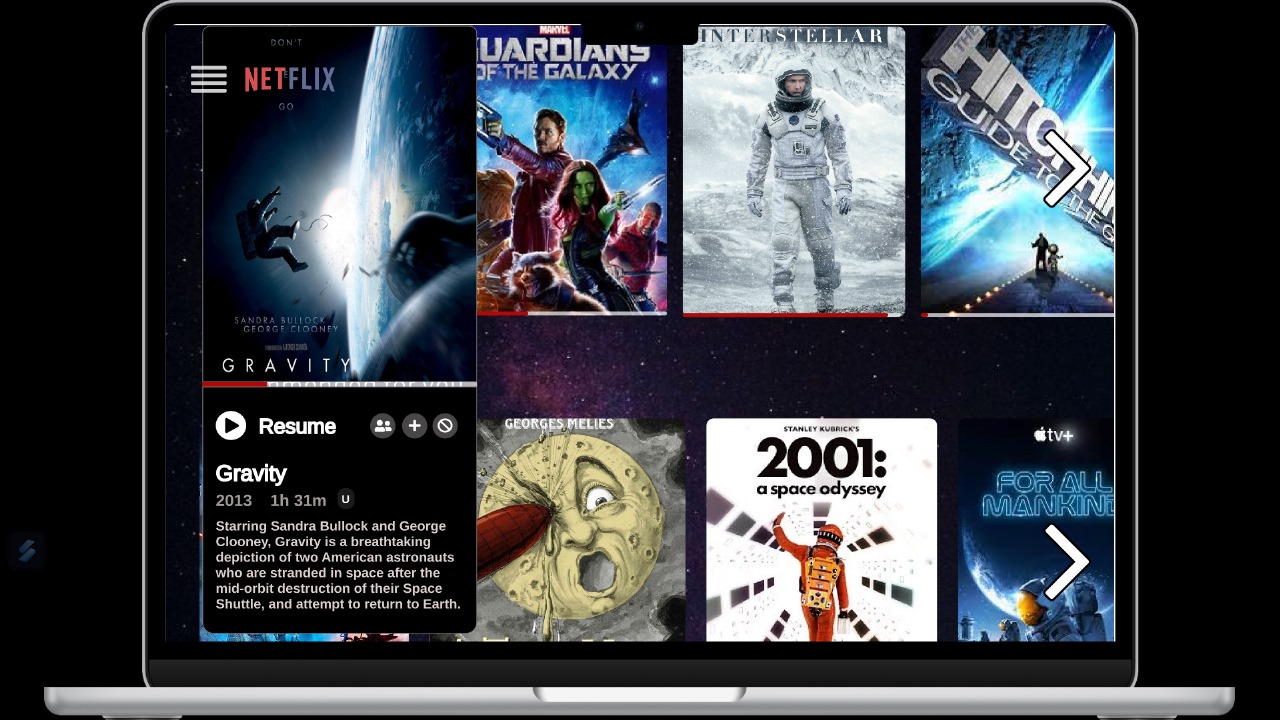 DON'T
LET
GO
NETFLIX
SANDRA BULLOCK
GEORGE CLOONEY
GRAVITY
Resume
Gravity
2013 1h 31m U
Starring Sandra Bullock and George
Clooney, Gravity is a breathtaking
depiction of two American astronauts
who are stranded in space after the
mid-orbit destruction of their Space
Shuttle, and attempt to return to Earth.
MARVEL
UARDIANS
OF THE GALAXY
INTERSTELLAR
THE
HITCHHI
GUIDE TO
THE G
GEORGES MELIES
STANLEY KUBRICK'S
2001:
a space odyssey
tv+
FOR ALL
MANKIND